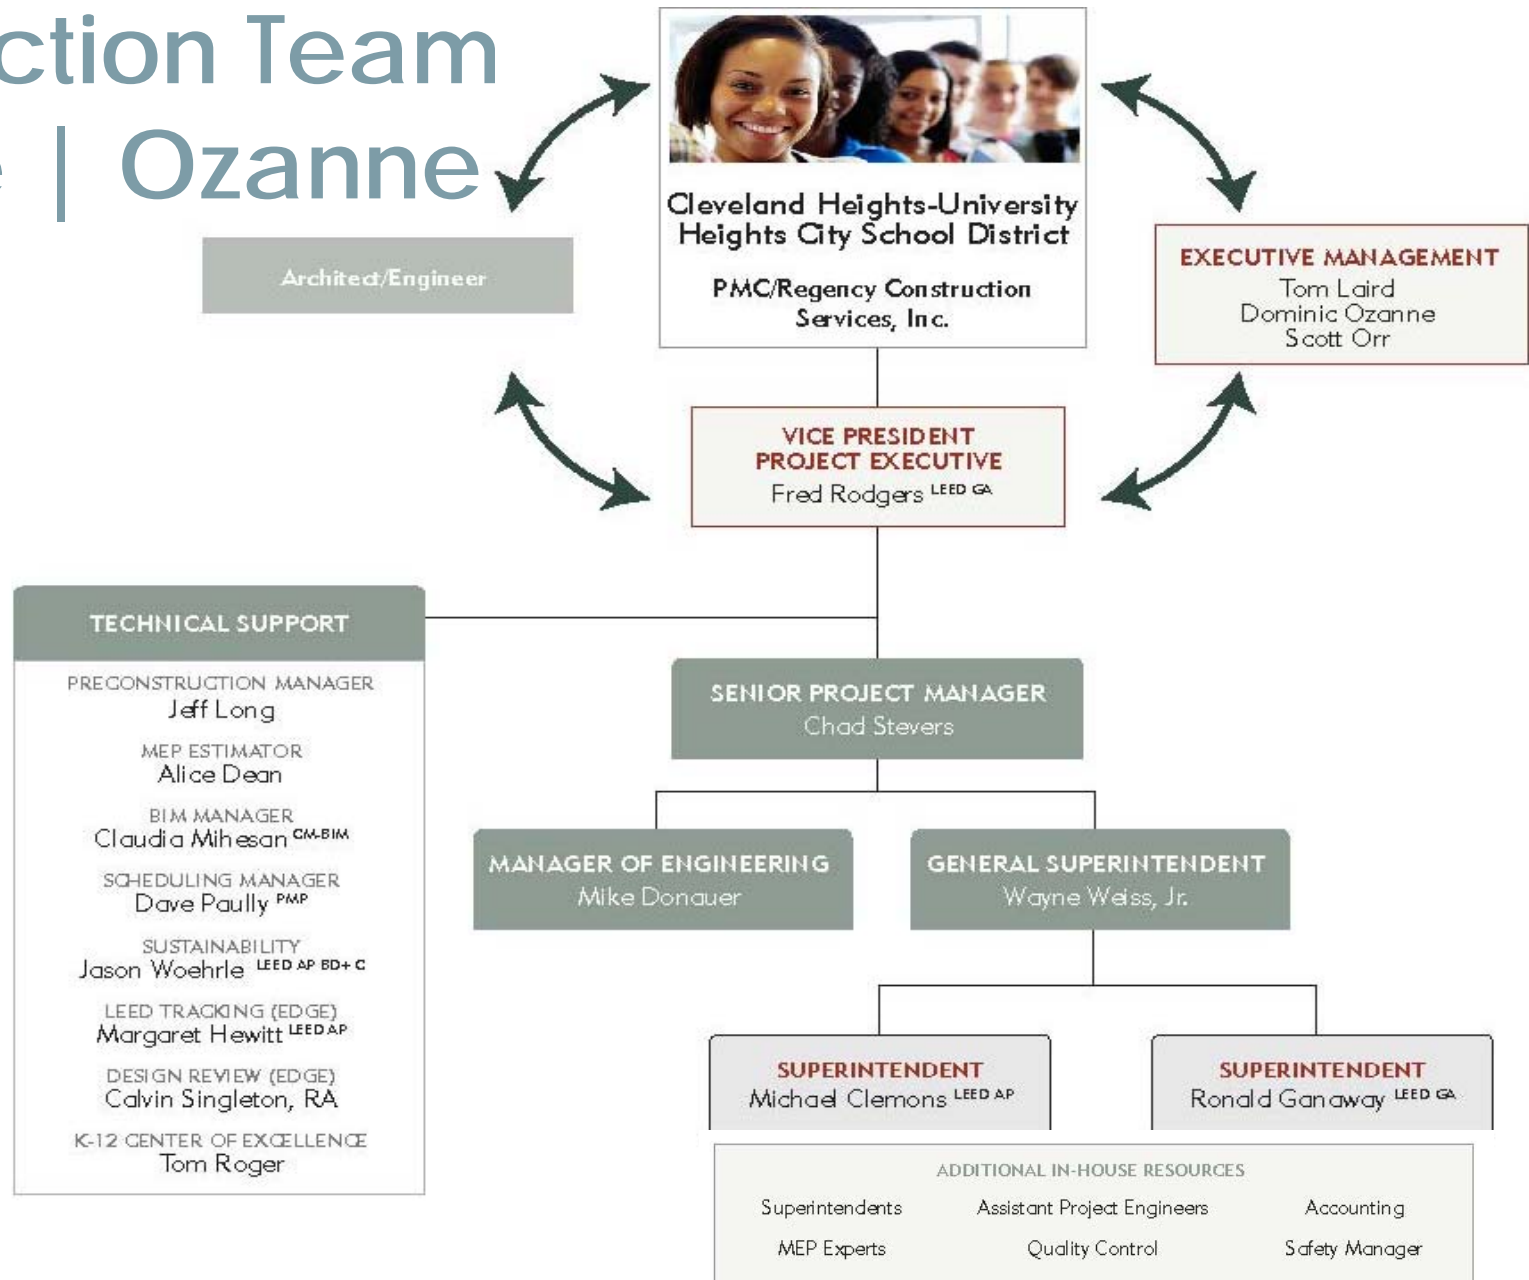 ction Team
e | Ozanne
Cleveland Heights-University
Heights City School District
PMC/Regency Construction
Services, Inc.
Architect/Engineer
EXECUTIVE MANAGEMENT
Tom Laird
Dominic Ozanne
Scott Orr
VICE PRESIDENT
PROJECT EXECUTIVE
Fred Rodgers LEED GA
TECHNICAL SUPPORT
PRECONSTRUCTION MANAGER
Jeff Long
MEP ESTIMATOR
Alice Dean
BIM MANAGER
Claudia Mihesan CM-BIM
SCHEDULING MANAGER
Dave Paully PMP
SUSTAINABILITY
Jason Woehrle LEED AP BD+C
LEED TRACKING (EDGE)
Margaret Hewitt LEED AP
DESIGN REVIEW (EDGE)
Calvin Singleton, RA
K-12 CENTER OF EXCELLENCE
Tom Roger
SENIOR PROJECT MANAGER
Chad Stevers
MANAGER OF ENGINEERING
Mike Donauer
GENERAL SUPERINTENDENT
Wayne Weiss, Jr.
SUPERINTENDENT
Michael Clemons LEED AP
SUPERINTENDENT
Ronald Ganaway LEED GA
ADDITIONAL IN-HOUSE RESOURCES
Superintendents Assistant Project Engineers Accounting
MEP Experts Quality Control Safety Manager